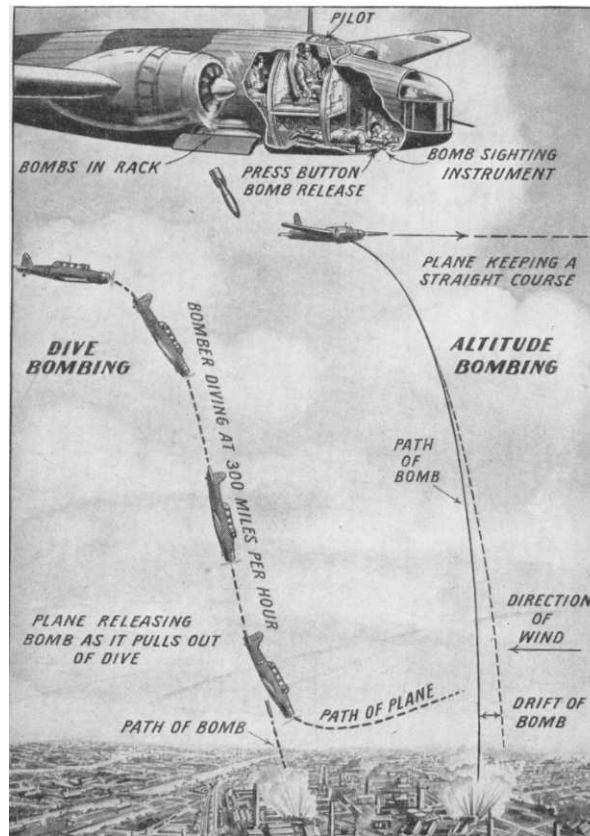 PILOT
BOMBS IN RACK
PRESS BUTTON
BOMB RELEASE
BOMB SIGHTING
INSTRUMENT
PLANE KEEPING A
STRAIGHT COURSE
DIVE
BOMBING
BOMBER DIVING AT 300 MILES PER HOUR
ALTITUDE
BOMBING
PATH
OF
BOMB
PLANE RELEASING
BOMB AS IT PULLS OUT
OF DIVE
DIRECTION
OF
WIND
PATH OF PLANE
DRIFT OF
BOMB
PATH OF BOMB